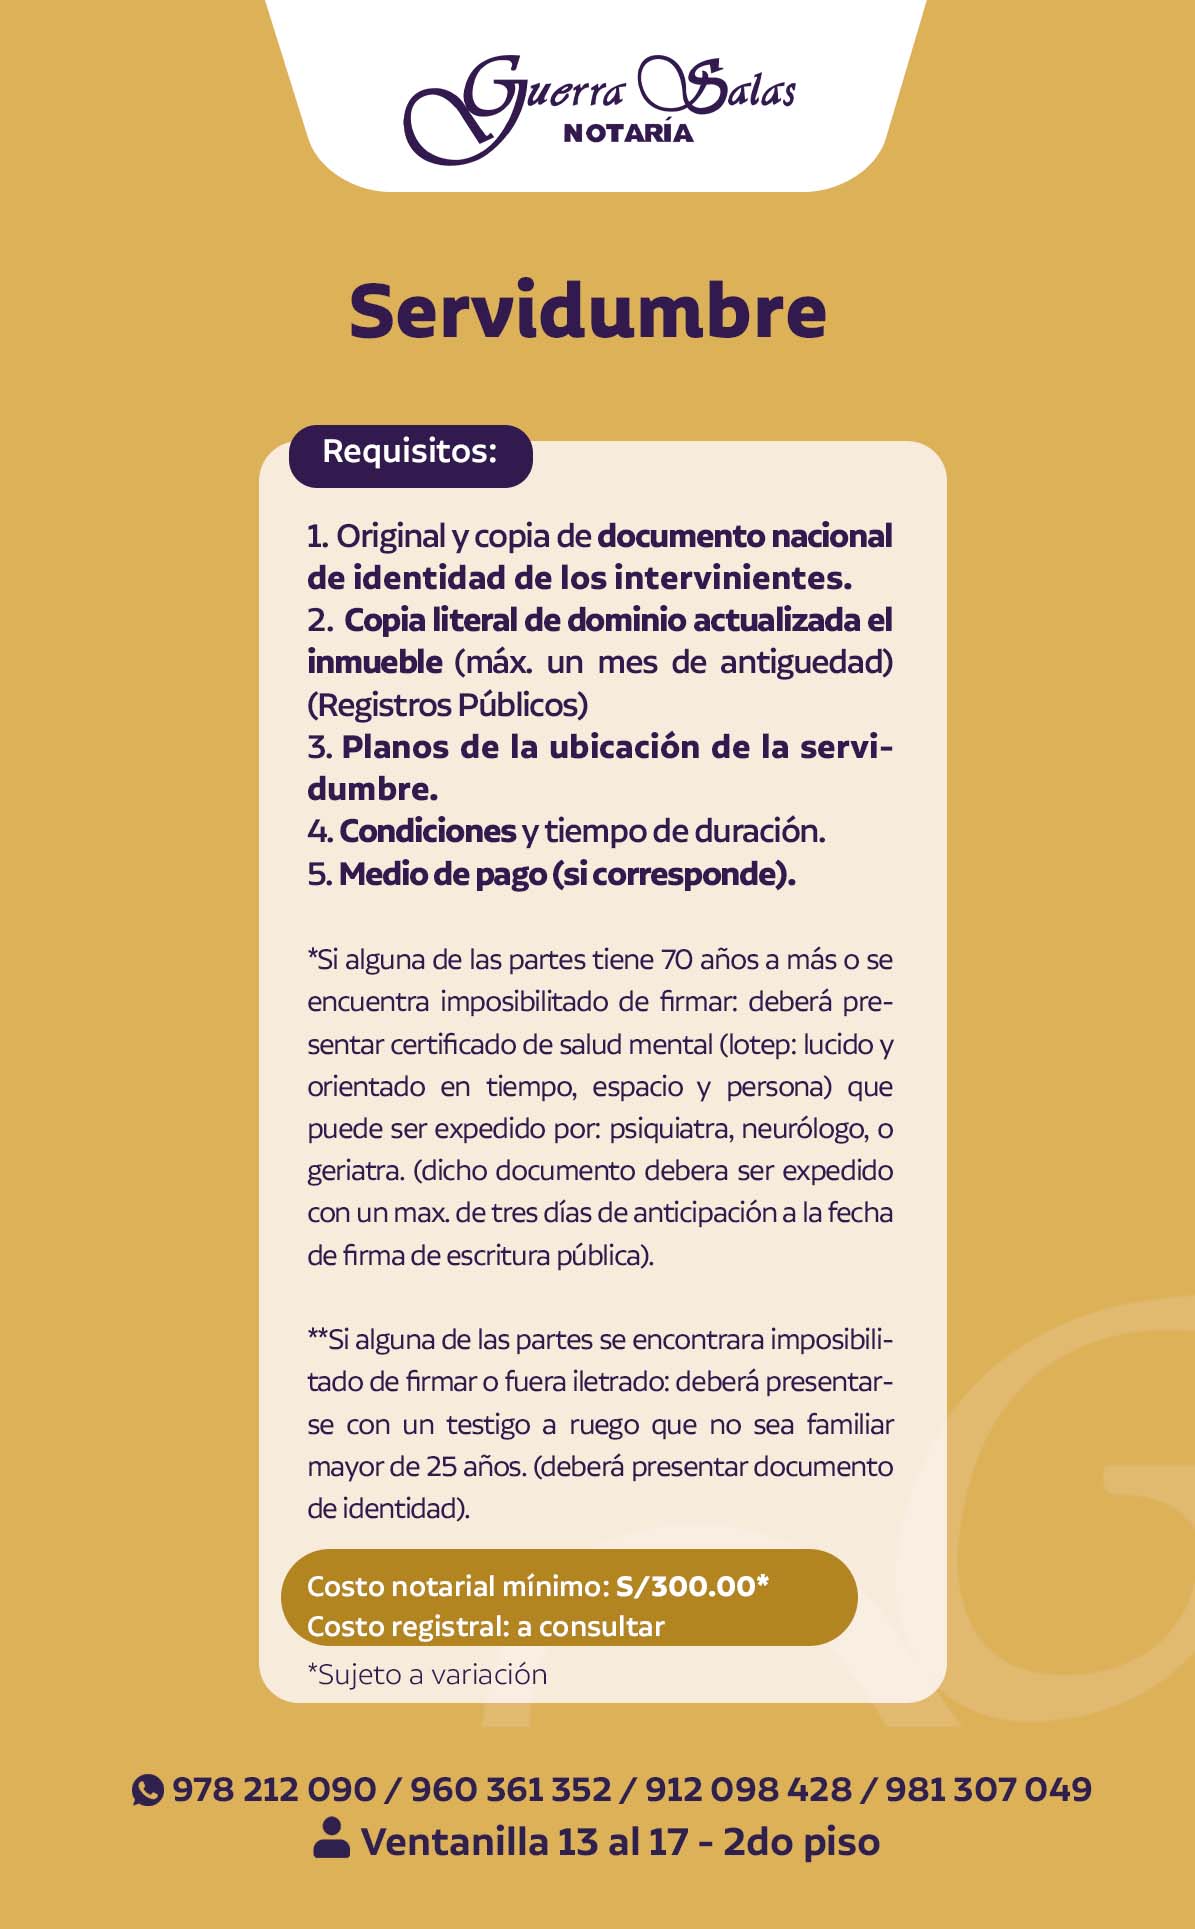 Guerra Salas
NOTARÍA
Servidumbre
Requisitos:
1. Original y copia de documento nacional
de identidad de los intervinientes.
2. Copia literal de dominio actualizada el
inmueble (máx. un mes de antiguedad)
(Registros Públicos)
3. Planos de la ubicación de la servi-
dumbre.
4. Condiciones y tiempo de duración.
5. Medio de pago (si corresponde).
*Si alguna de las partes tiene 70 años a más o se
encuentra imposibilitado de firmar: deberá pre-
sentar certificado de salud mental (lotep: lucido y
orientado en tiempo, espacio y persona) que
puede ser expedido por: psiquiatra, neurólogo, o
geriatra. (dicho documento debera ser expedido
con un max. de tres días de anticipación a la fecha
de firma de escritura pública).
**Si alguna de las partes se encontrara imposibili-
tado de firmar o fuera iletrado: deberá presentar-
se con un testigo a ruego que no sea familiar
mayor de 25 años. (deberá presentar documento
de identidad).
Costo notarial mínimo: S/300.00*
Costo registral: a consultar
*Sujeto a variación
978 212 090 / 960 361 352 / 912 098 428 / 981 307 049
Ventanilla 13 al 17 - 2do piso